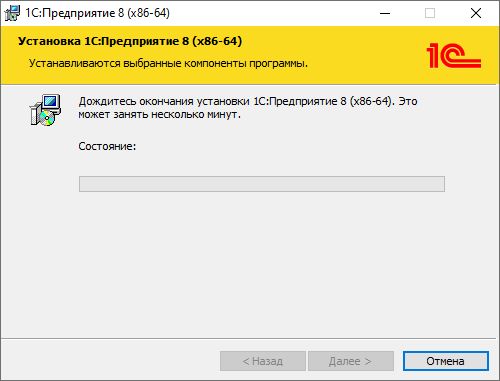 1С:Предприятие 8 (x86-64)
Установка 1С:Предприятие 8 (x86-64)
Устанавливаются выбранные компоненты программы.
1С
Дождитесь окончания установки 1С:Предприятие 8 (x86-64). Это
может занять несколько минут.
Состояние:
< Назад
Далее >
Отмена